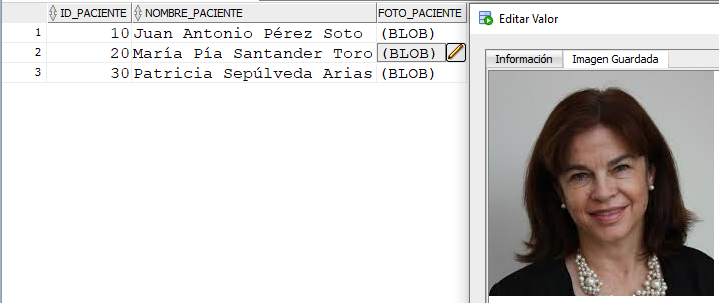 ID_PACIENTE NOMBRE_PACIENTE FOTO_PACIENTE
1 10 Juan Antonio Pérez Soto (BLOB)
2 20 María Pía Santander Toro (BLOB)
3 30 Patricia Sepúlveda Arias (BLOB)
Editar Valor
Información Imagen Guardada